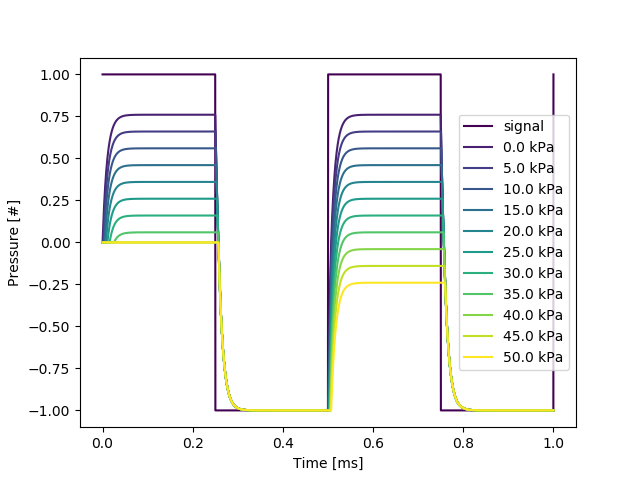 1.00
0.75
0.50
0.25
0.00
−0.25
−0.50
−0.75
−1.00
Pressure [#]
0.0 0.2 0.4 0.6 0.8 1.0
Time [ms]
signal
0.0 kPa
5.0 kPa
10.0 kPa
15.0 kPa
20.0 kPa
25.0 kPa
30.0 kPa
35.0 kPa
40.0 kPa
45.0 kPa
50.0 kPa